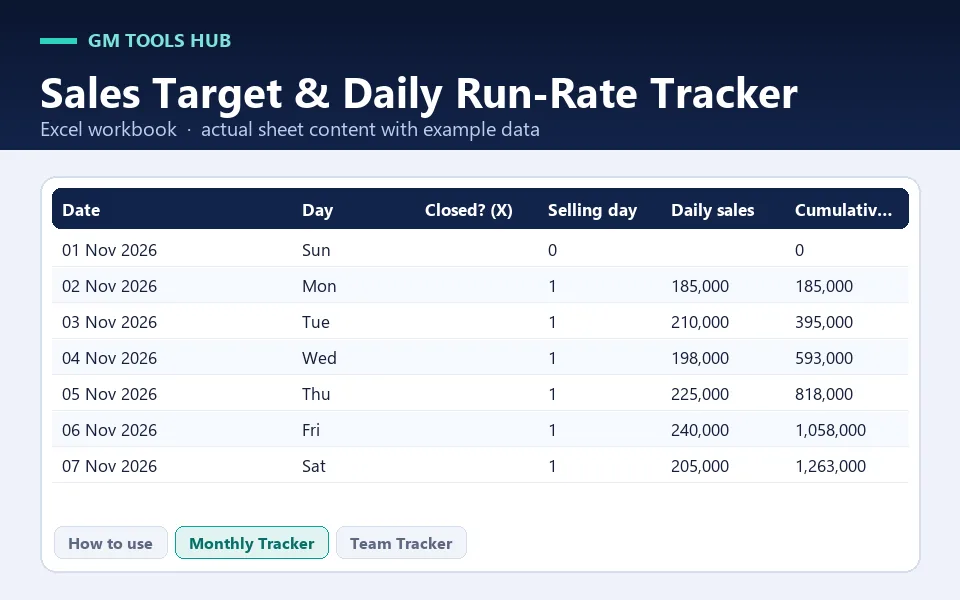 GM TOOLS HUB
Sales Target & Daily Run-Rate Tracker
Excel workbook · actual sheet content with example data
Date Day Closed? (X) Selling day Daily sales Cumulativ...
01 Nov 2026 Sun 0 0
02 Nov 2026 Mon 1 185,000 185,000
03 Nov 2026 Tue 1 210,000 395,000
04 Nov 2026 Wed 1 198,000 593,000
05 Nov 2026 Thu 1 225,000 818,000
06 Nov 2026 Fri 1 240,000 1,058,000
07 Nov 2026 Sat 1 205,000 1,263,000
How to use Monthly Tracker Team Tracker